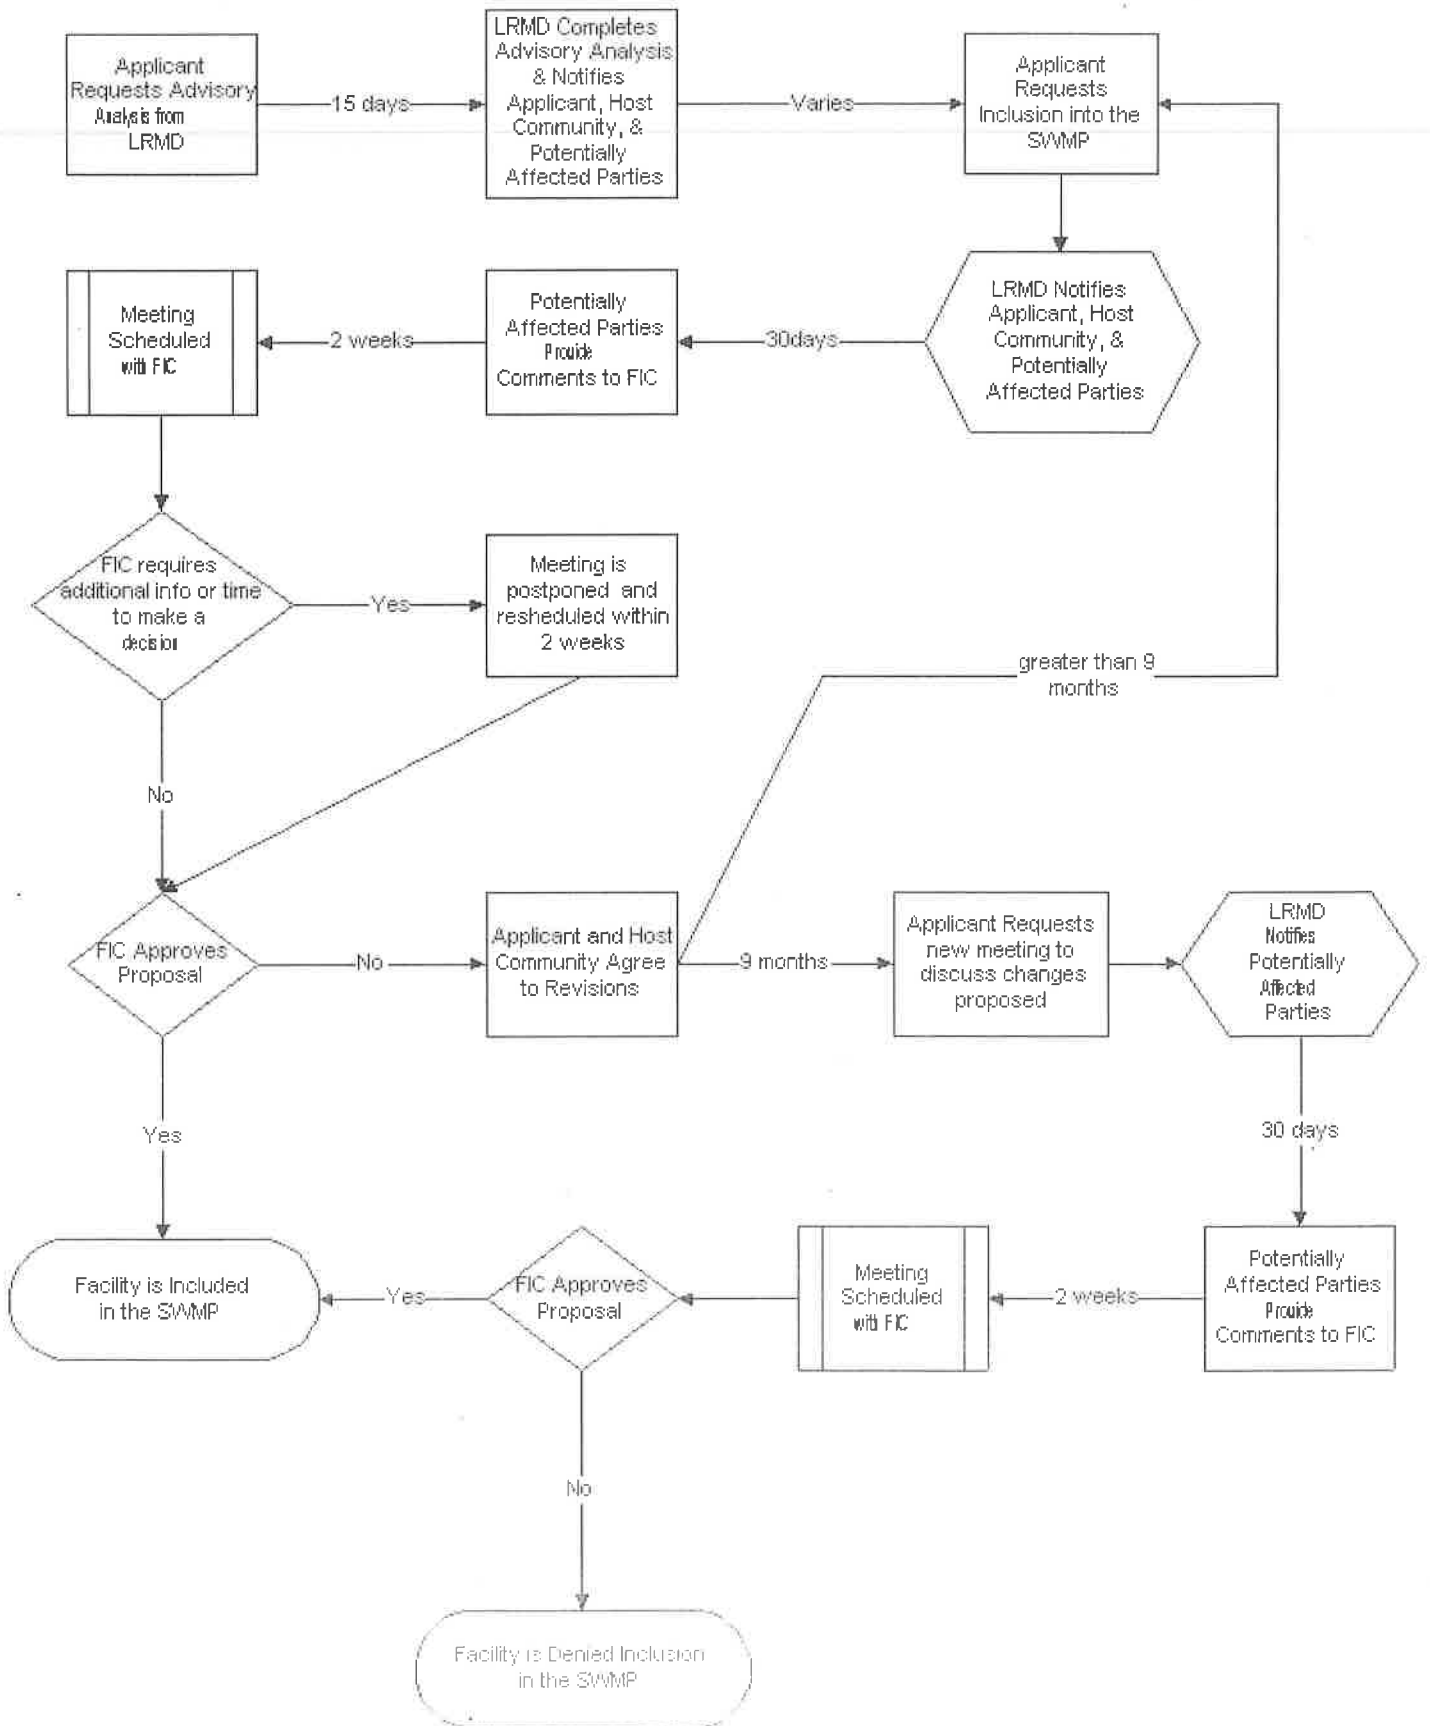 Applicant
Requests Advisory
Analysis from
LRMD
15 days
LRMD Completes
Advisory Analysis
& Notifies
Applicant, Host
Community, &
Potentially
Affected Parties
Varies
Applicant
Requests
Inclusion into the
SWMP
LRMD Notifies
Applicant, Host
Community, &
Potentially
Affected Parties
30days
Potentially
Affected Parties
Provide
Comments to FIC
2 weeks
Meeting
Scheduled
with FIC
FIC requires
additional info or time
to make a
decision
Yes
Meeting is
postponed and
resheduled within
2 weeks
No
greater than 9
months
FIC Approves
Proposal
No
Applicant and Host
Community Agree
to Revisions
9 months
Applicant Requests
new meeting to
discuss changes
proposed
LRMD
Notifies
Potentially
Affected
Parties
Yes
30 days
Potentially
Affected Parties
Provide
Comments to FIC
2 weeks
Meeting
Scheduled
with FIC
FIC Approves
Proposal
Yes
Facility is Included
in the SWMP
No
Facility is Denied Inclusion
in the SWMP